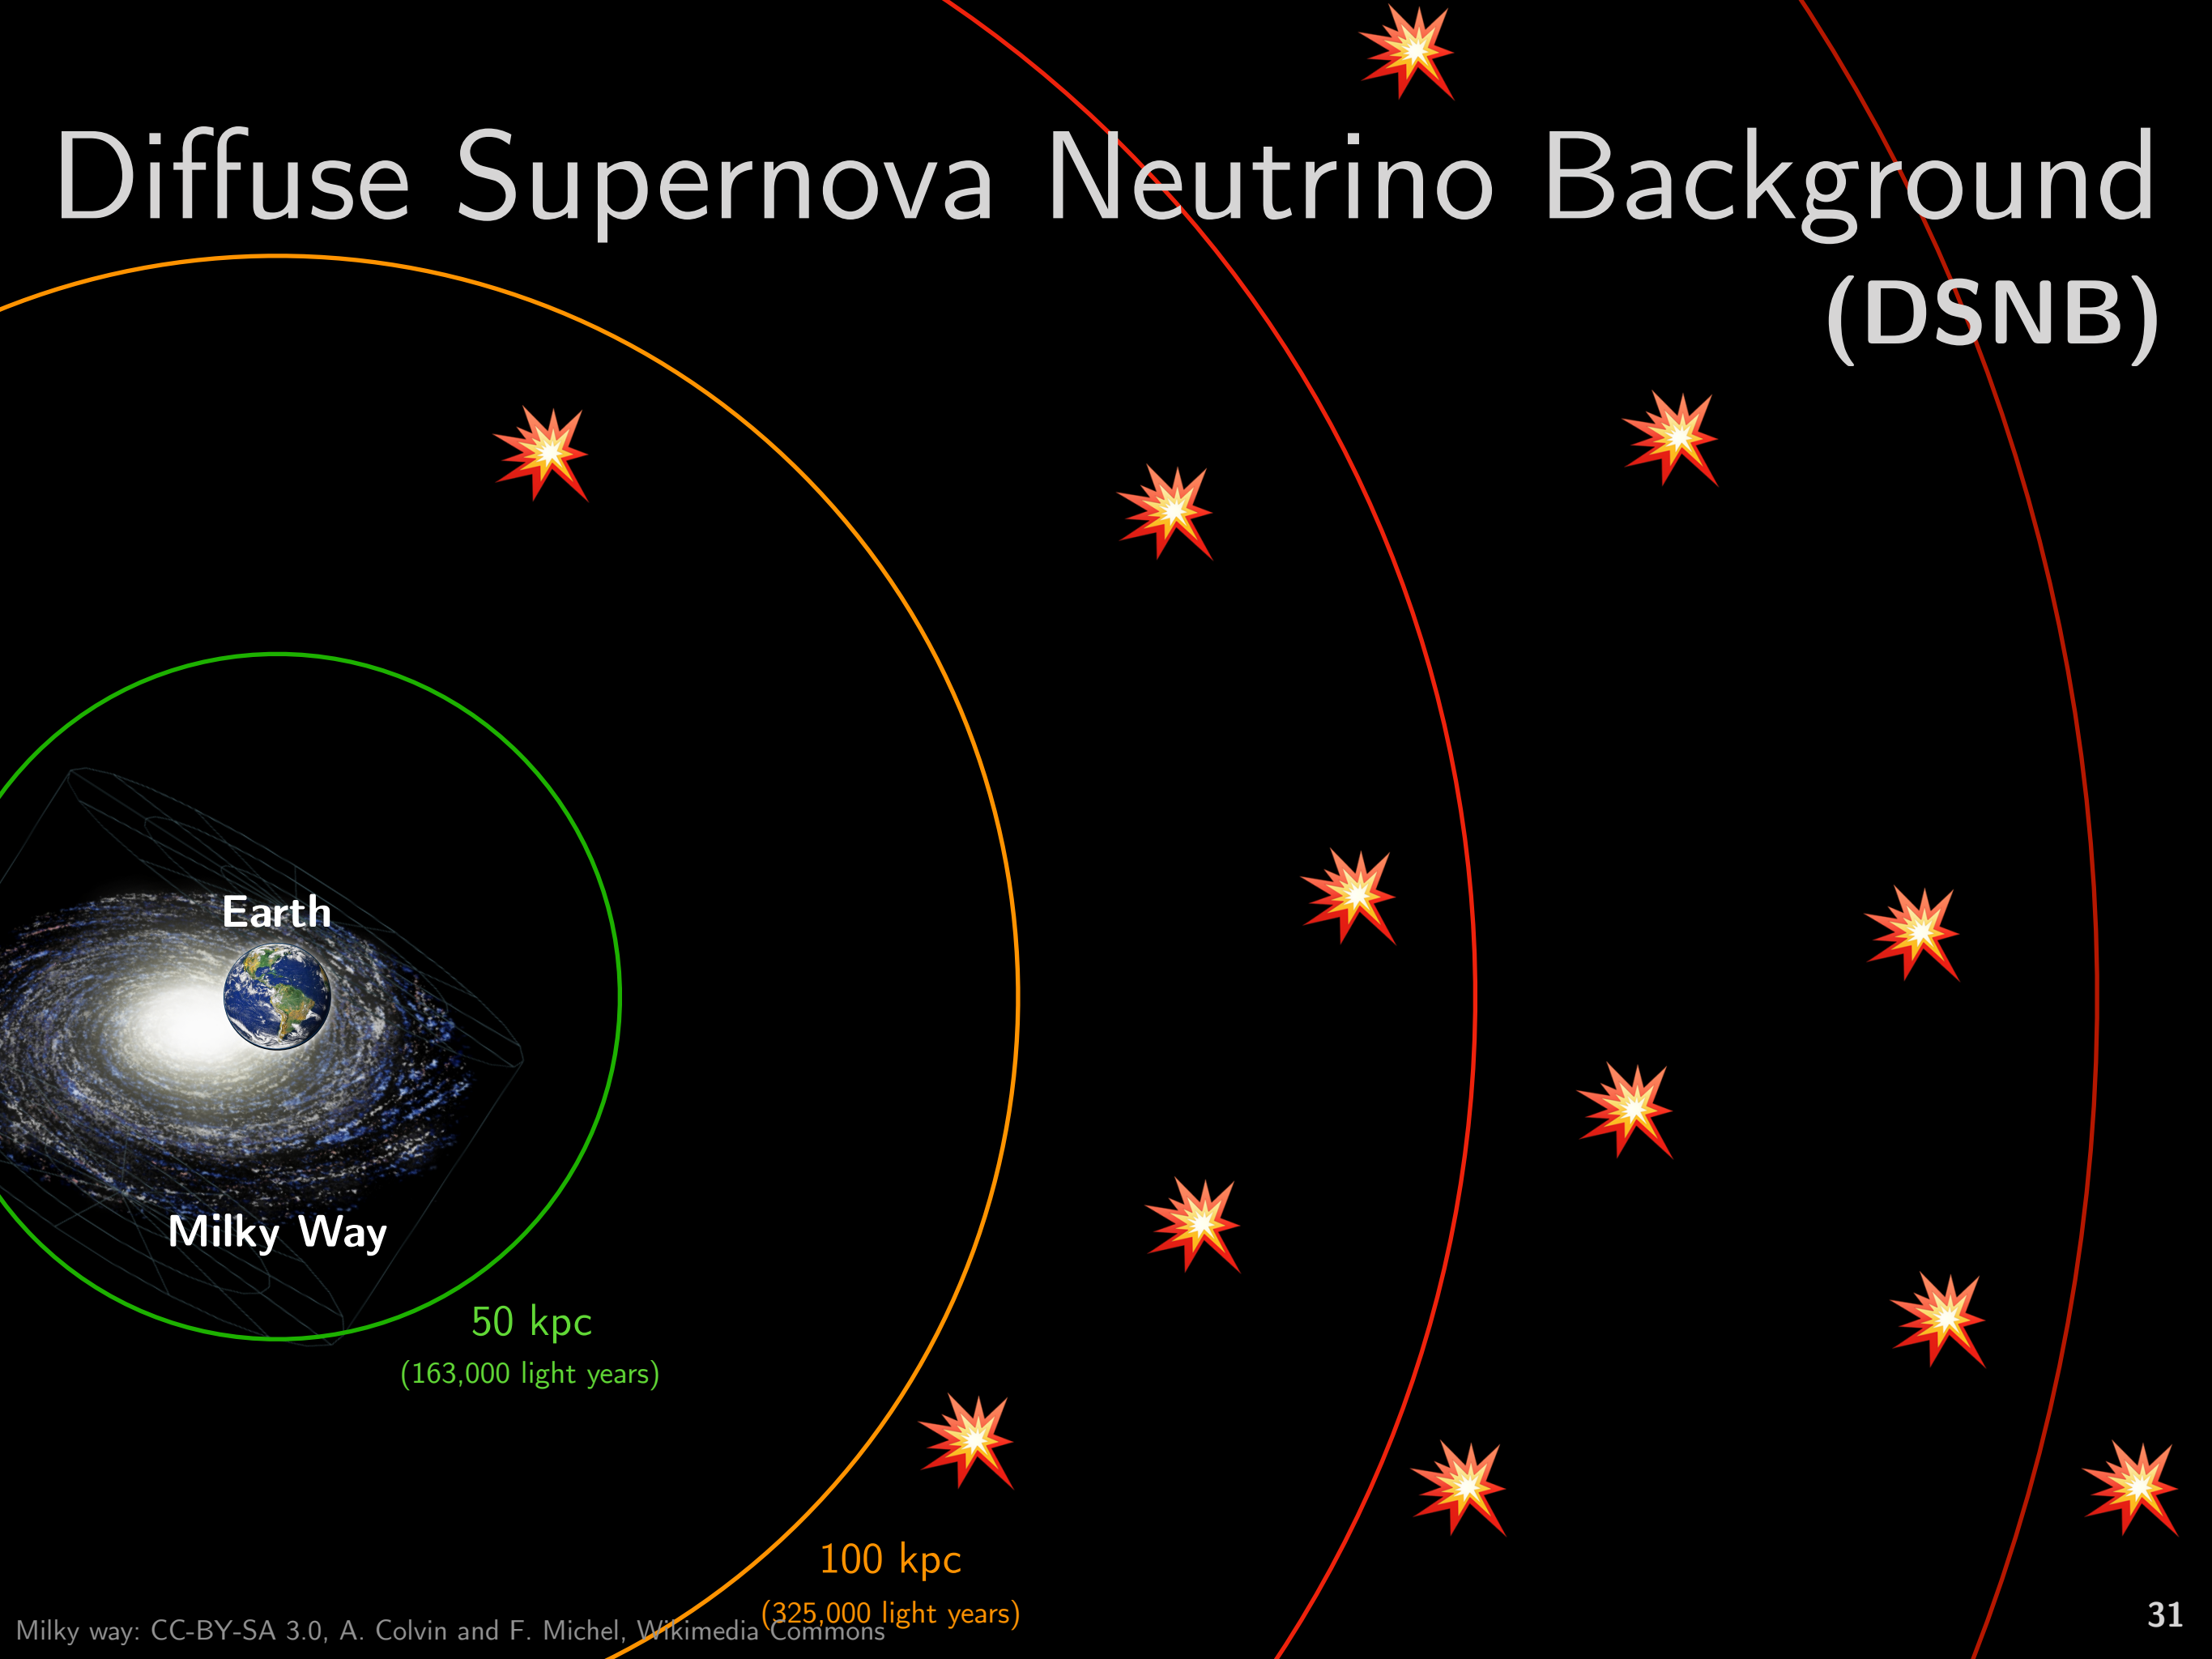 Diffuse Supernova Neutrino Background
(DSNB)
Earth
Milky Way
50 kpc
(163,000 light years)
100 kpc
(325,000 light years)
Milky way: CC-BY-SA 3.0, A. Colvin and F. Michel, Wikimedia Commons
31